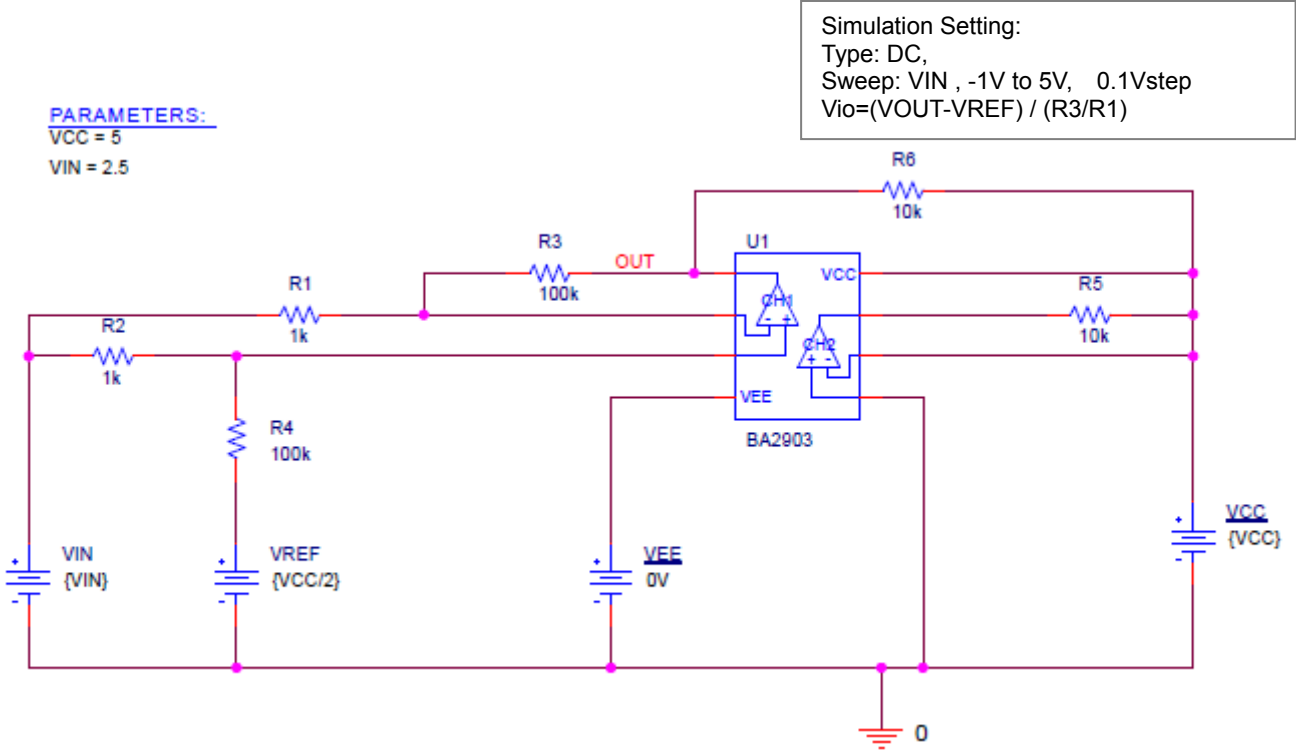 Simulation Setting:
Type: DC,
Sweep: VIN , -1V to 5V, 0.1Vstep
Vio=(VOUT-VREF) / (R3/R1)
PARAMETERS:
VCC = 5
VIN = 2.5
R6
10k
R3
100k
OUT
U1
VCC
CH1
- +
R5
10k
R1
1k
R2
1k
CH2
+ -
VEE
BA2903
R4
100k
+
VIN
{VIN}
-
+
VREF
{VCC/2}
-
+
VEE
0V
-
+
VCC
{VCC}
-
0